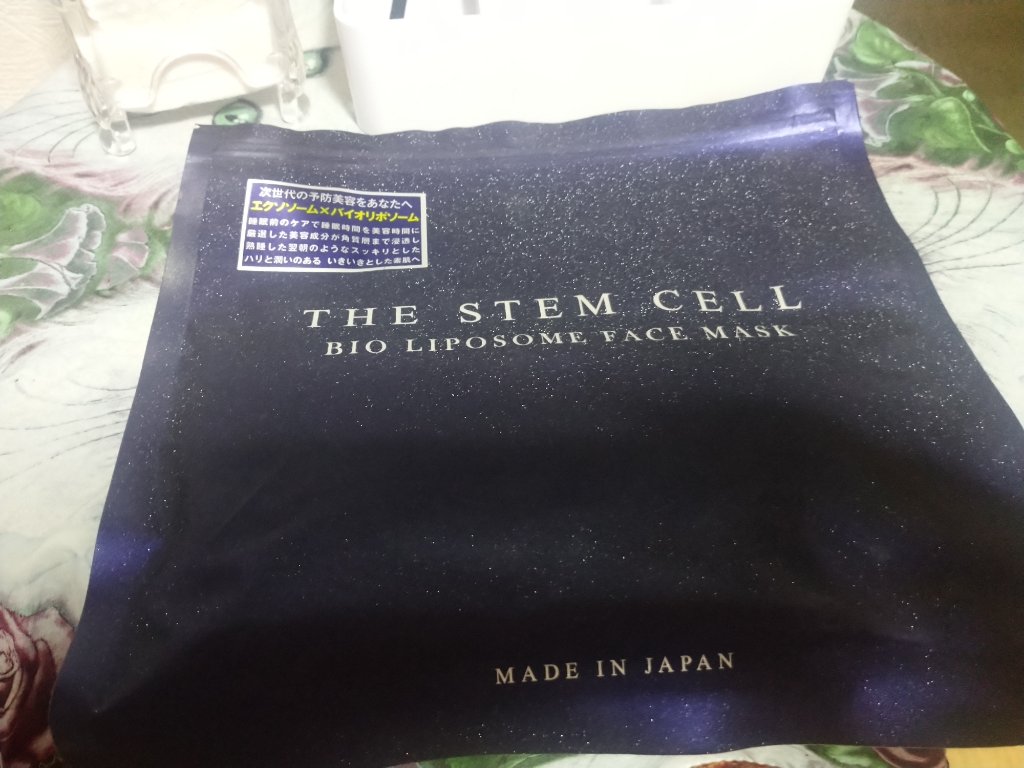 次世代の予防美容をあなたへ
エクソソーム×バイオリポソーム
睡眠前のケアで睡眠時間を美容時間に
厳選した美容成分が角質層まで浸透し
熟睡した翌朝のようなスッキリとした
ハリと潤いのある いきいきとした素肌へ
THE STEM CELL
BIO LIPOSOME FACE MASK
MADE IN JAPAN